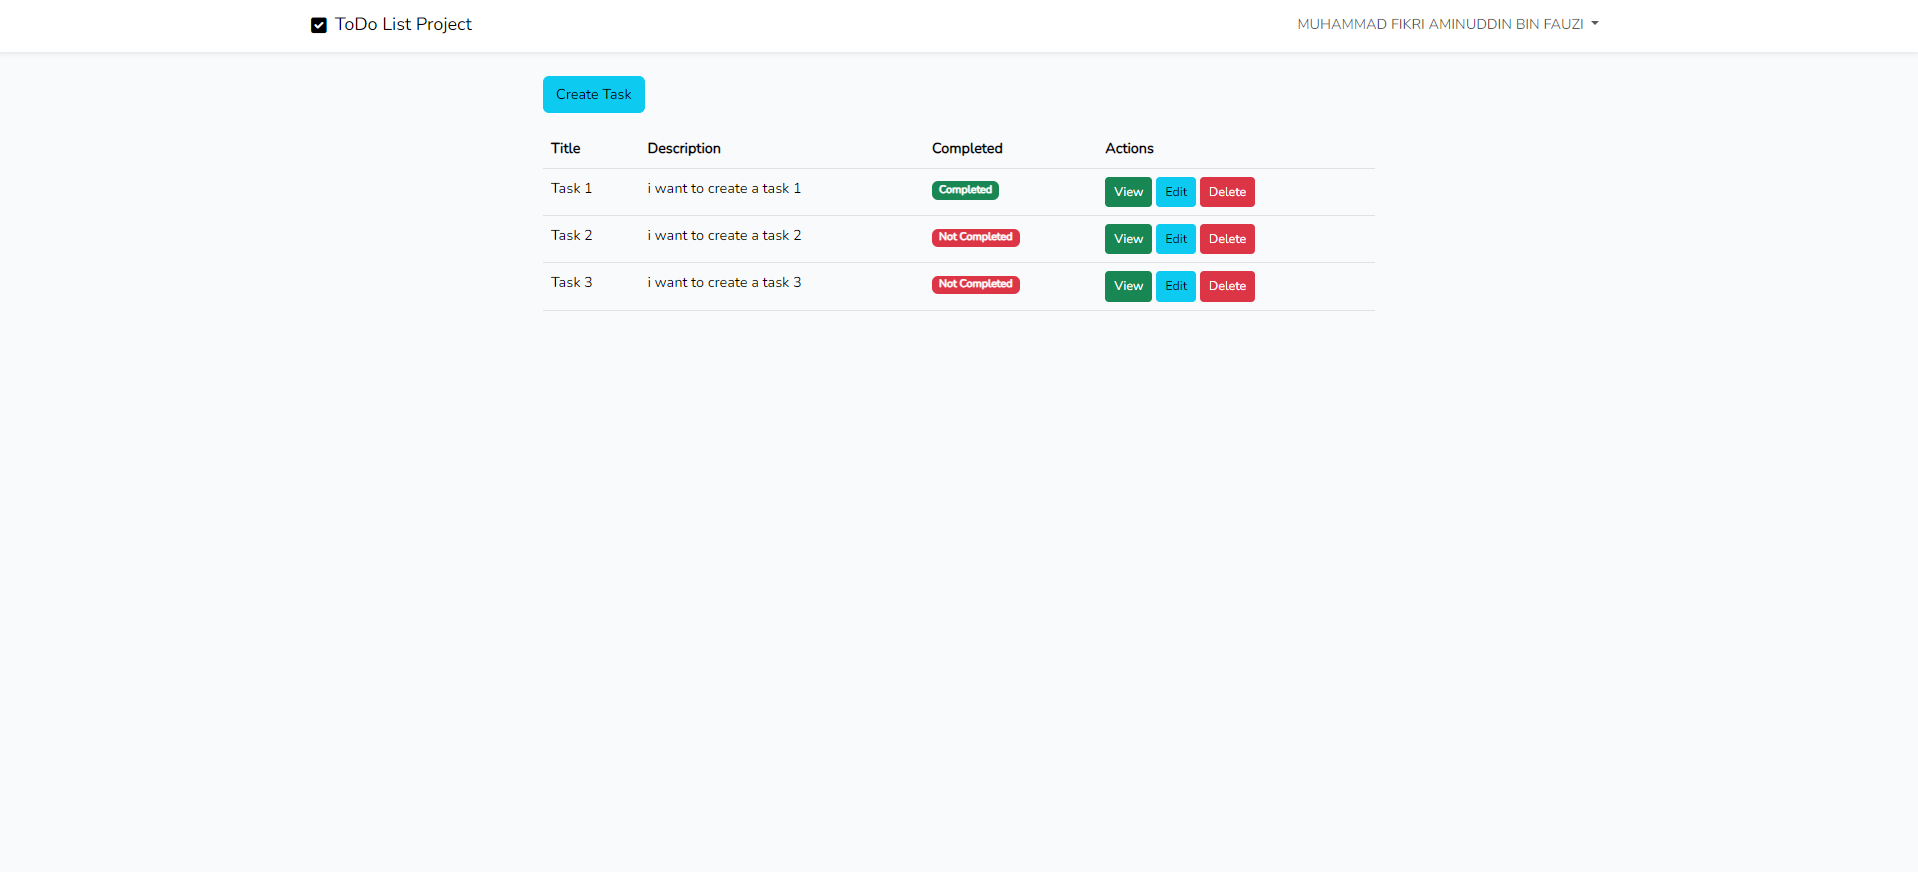 ToDo List Project
MUHAMMAD FIKRI AMINUDDIN BIN FAUZI
Create Task
Title Description Completed Actions
Task 1 i want to create a task 1 Completed View Edit Delete
Task 2 i want to create a task 2 Not Completed View Edit Delete
Task 3 i want to create a task 3 Not Completed View Edit Delete